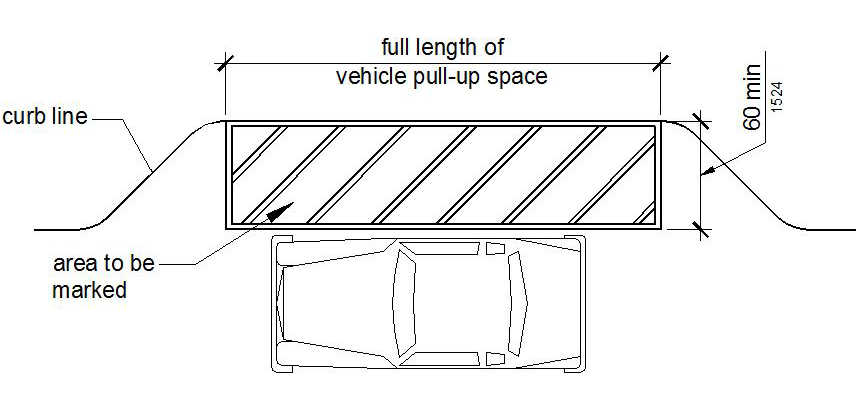 full length of
vehicle pull-up space
curb line
60 min
1524
area to be
marked